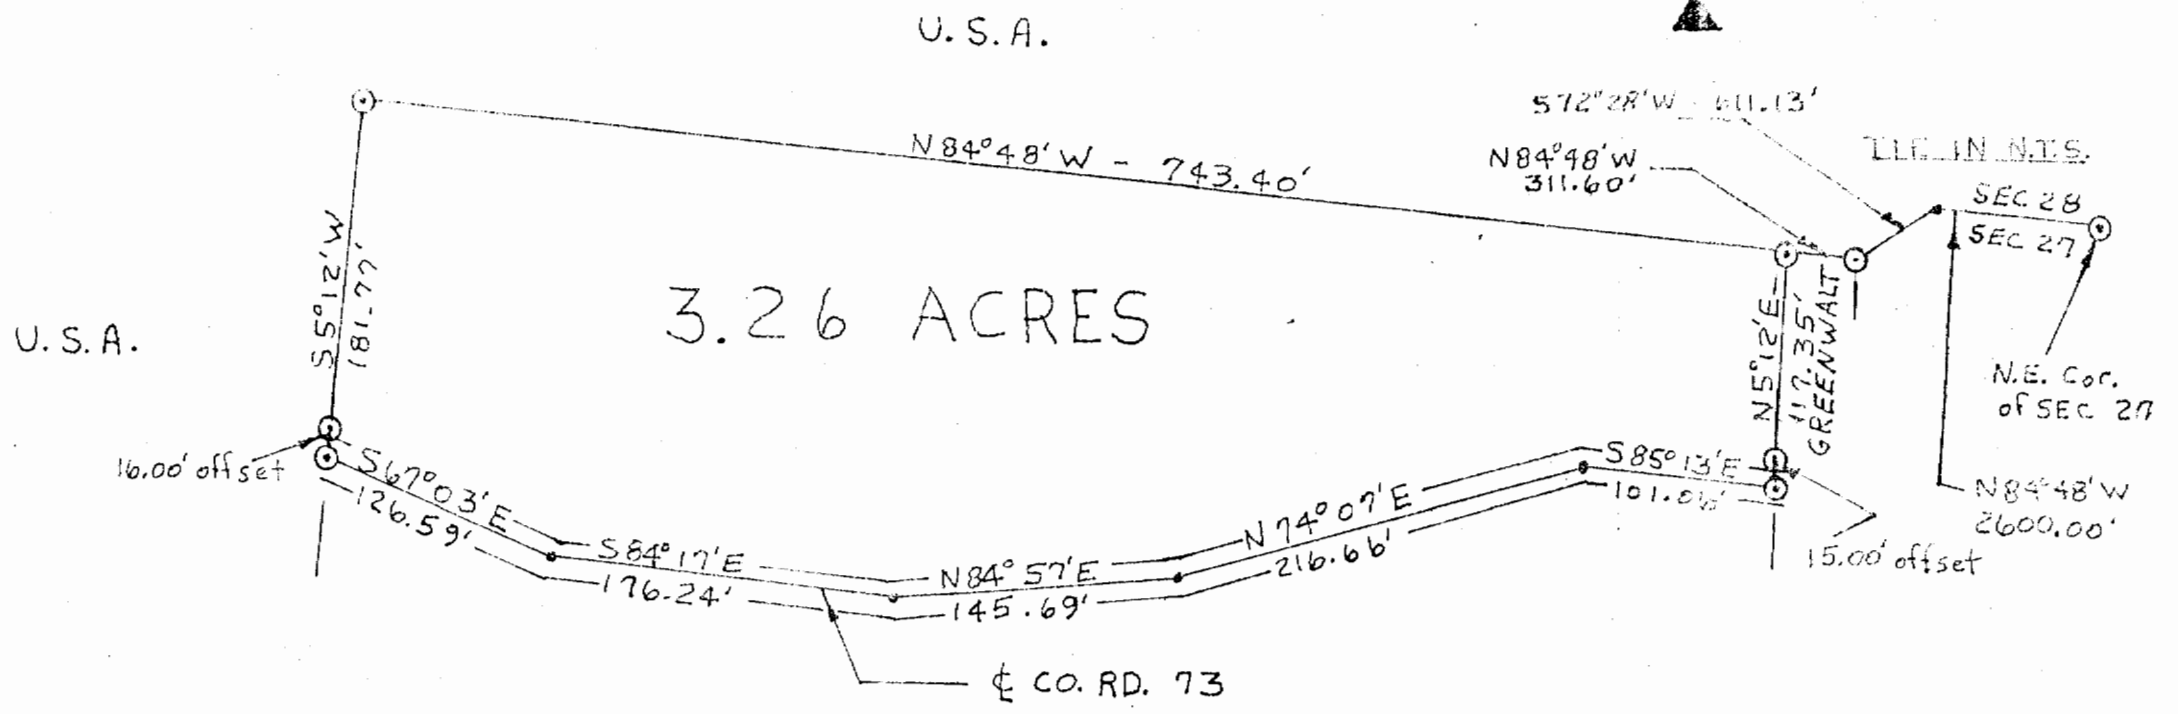 U.S.A.
S72°28'W - 611.13'
N84°48'W - 743.40'
N84°48'W
311.60'
TIE IN N.T.S.
SEC 28
SEC 27
S5°12'W
181.77'
3.26 ACRES
U.S.A.
N5°12'E
117.35'
GREENWALT
N.E. Cor.
of SEC 27
16.00' offset
S67°03'E
126.59'
S84°17'E
176.24'
N84°57'E
145.69'
N74°07'E
216.66'
S85°13'E
101.06'
N84°48'W
2600.00'
15.00' offset
℄ CO. RD. 73